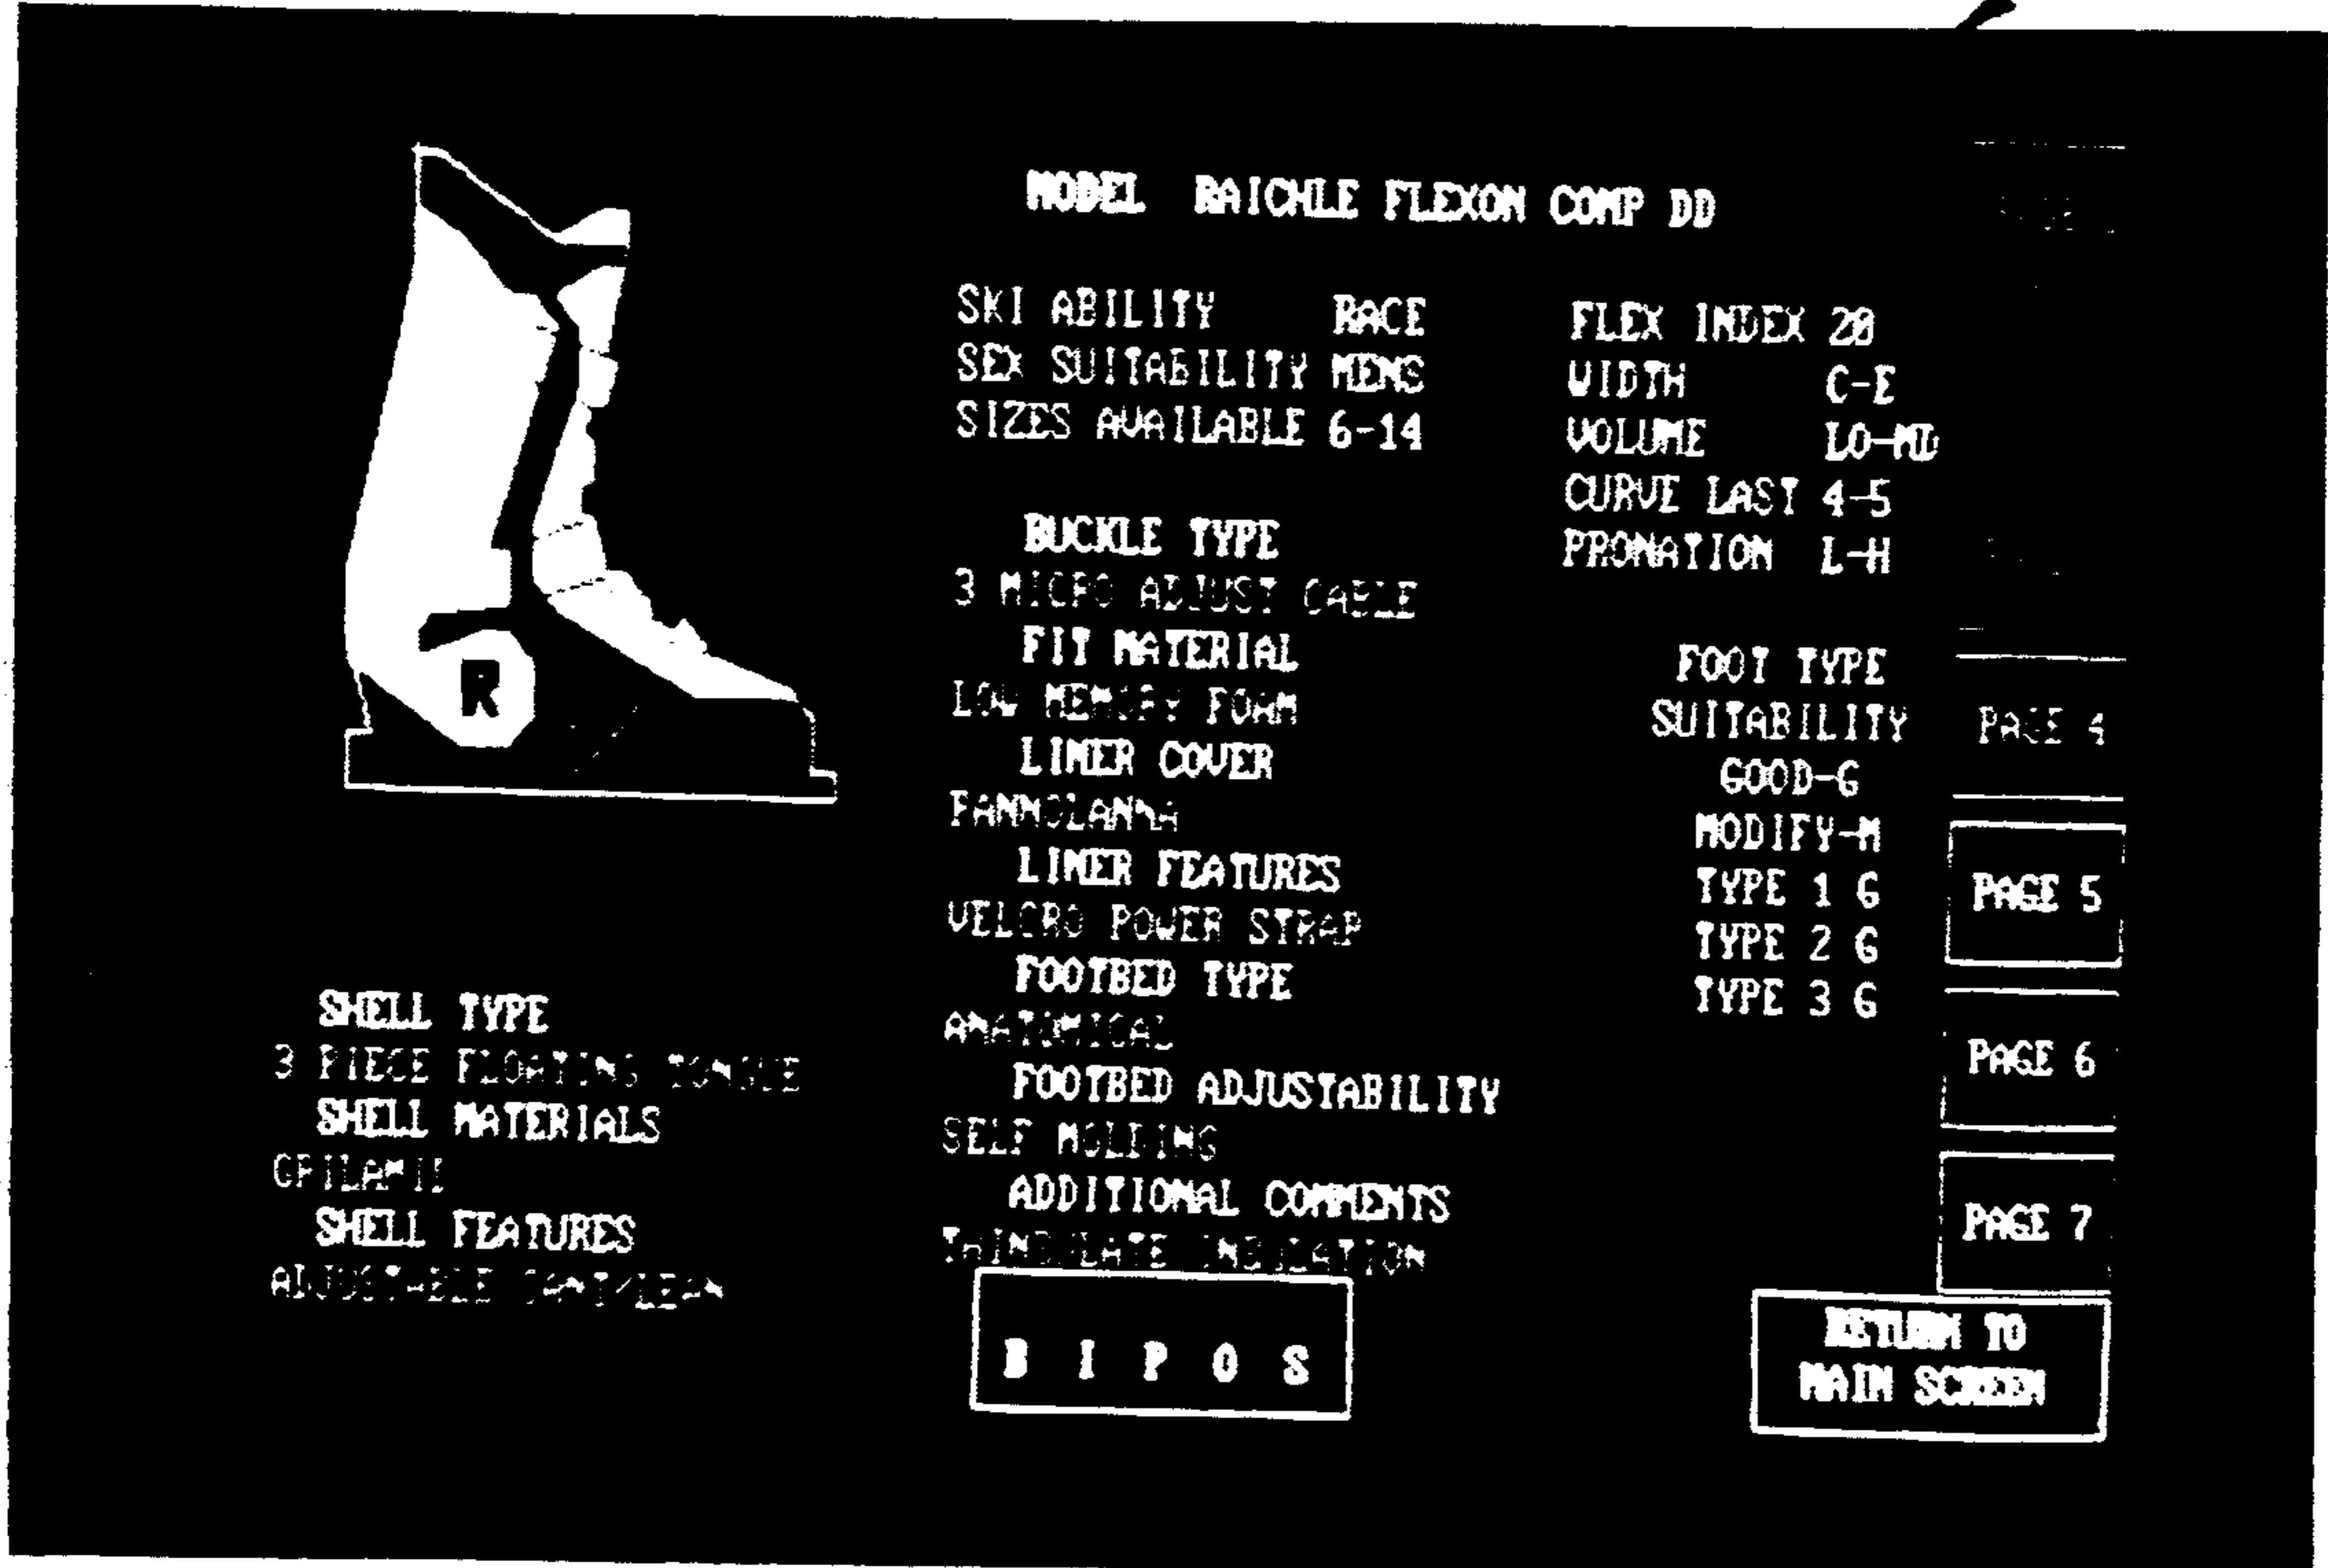 MODEL RAICHLE FLEXON COMP DD
SKI ABILITY RACE
SEX SUITABILITY MENS
SIZES AVAILABLE 6-14
FLEX INDEX 20
WIDTH C-E
VOLUME LO-MD
CURVE LAST 4-5
PRONATION L-H
BUCKLE TYPE
3 MICRO ADJUST CABLE
FIT MATERIAL
LOW MEMORY FOAM
LINER COVER
LINER FEATURES
VELCRO POWER STRAP
FOOTBED TYPE
ANATOMICAL
FOOTBED ADJUSTABILITY
SELF MOLDING
ADDITIONAL COMMENTS
THINSULATE INSULATION
FOOT TYPE
SUITABILITY
GOOD-G
MODIFY-M
TYPE 1 G
TYPE 2 G
TYPE 3 G
R
SHELL TYPE
3 PIECE FLOATING TONGUE
SHELL MATERIALS
SHELL FEATURES
ADJUSTABLE
PAGE 4
PAGE 5
PAGE 6
PAGE 7
B I P O S
RETURN TO
MAIN SCREEN